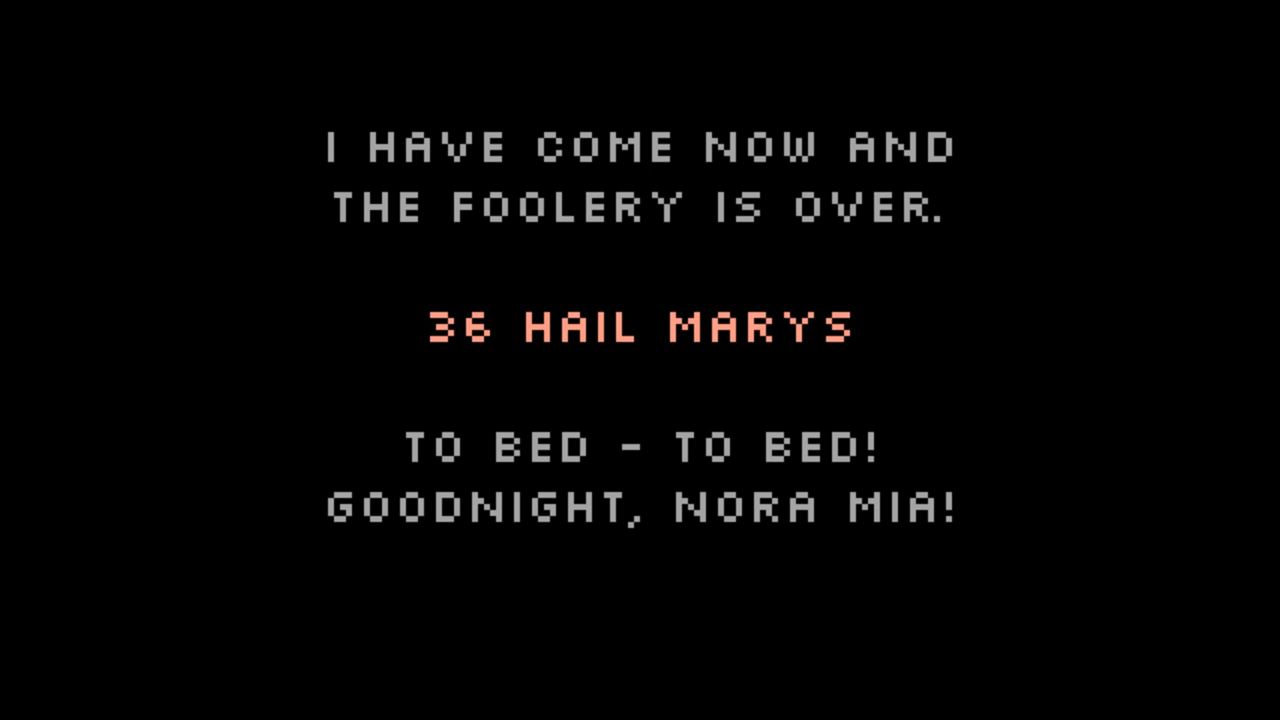 I HAVE COME NOW AND
THE FOOLERY IS OVER.
36 HAIL MARYS
TO BED - TO BED!
GOODNIGHT, NORA MIA!